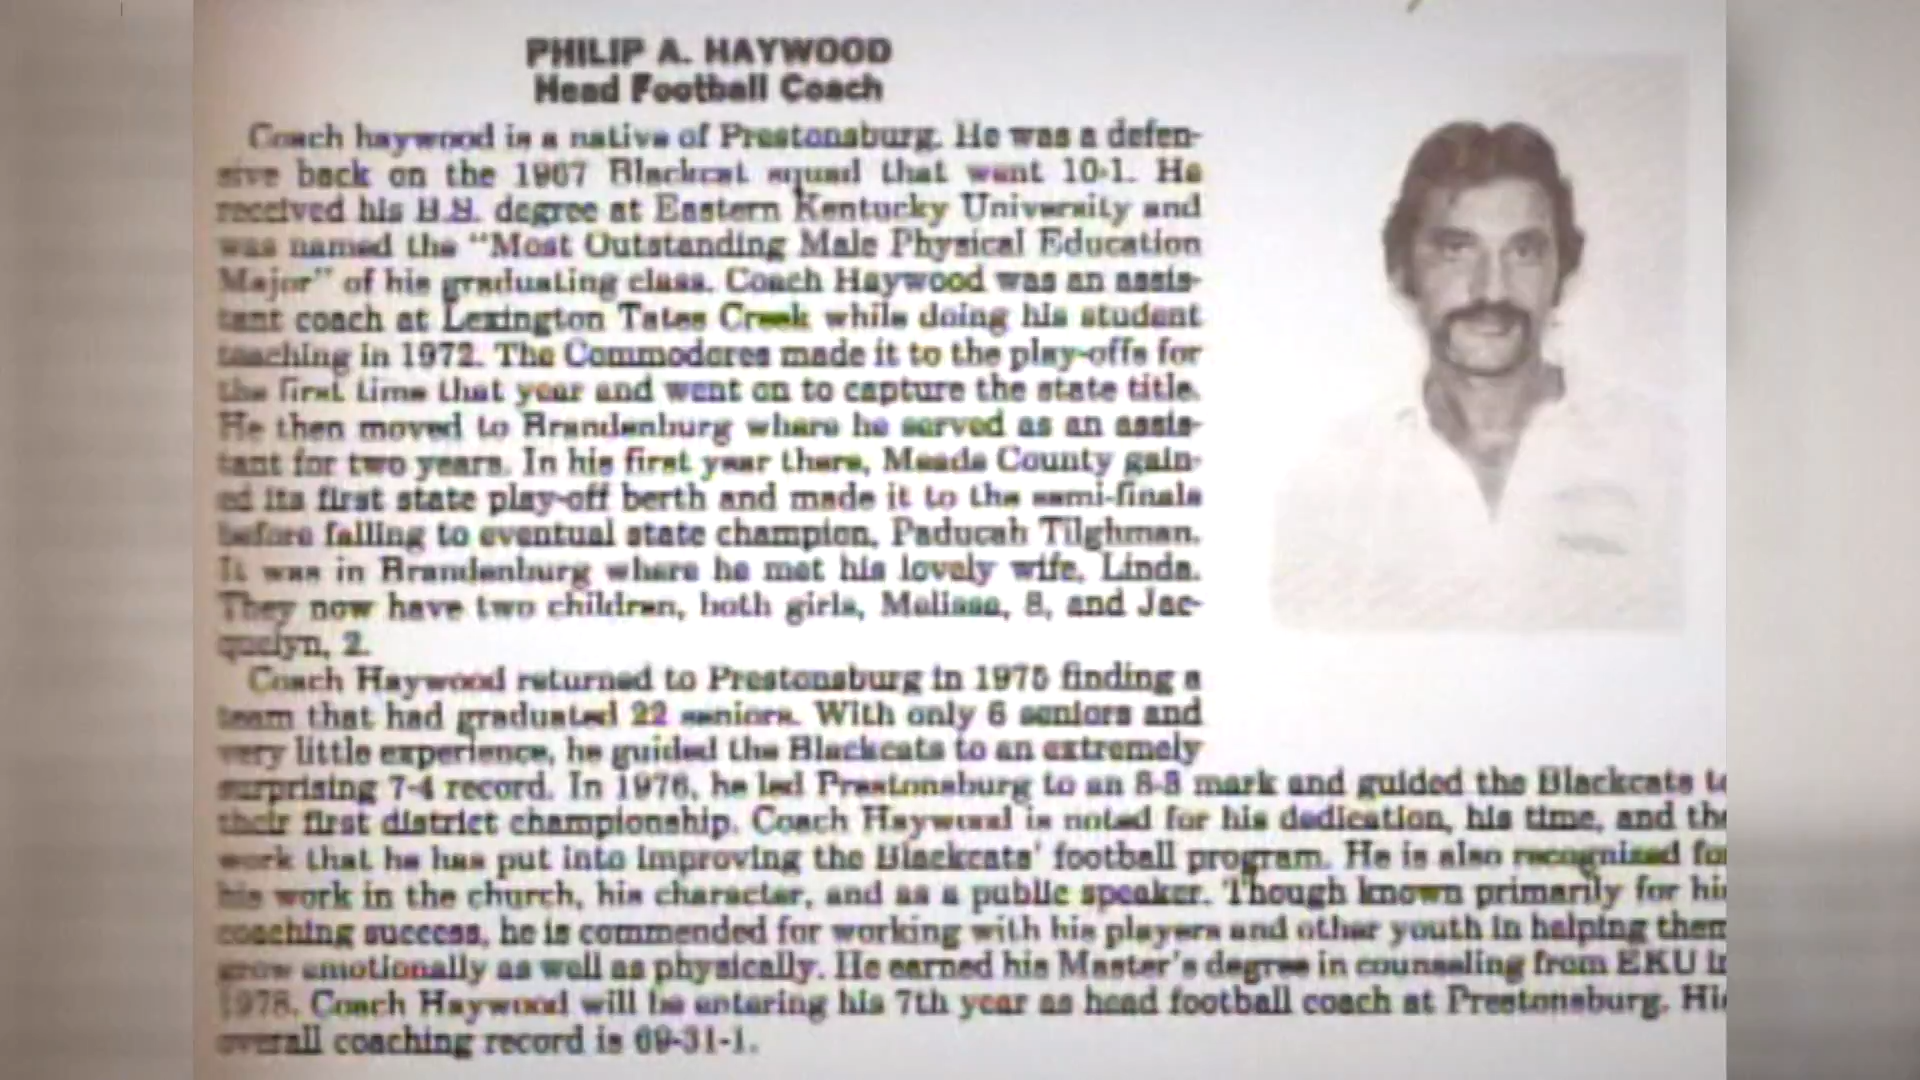 PHILIP A. HAYWOOD
Head Football Coach
Coach haywood is a native of Prestonsburg. He was a defen-
sive back on the 1967 Blackcat squad that went 10-1. He
received his B.S. degree at Eastern Kentucky University and
was named the "Most Outstanding Male Physical Education
Major" of his graduating class. Coach Haywood was an assis-
tant coach at Lexington Tates Creek while doing his student
teaching in 1972. The Commodores made it to the play-offs for
the first time that year and went on to capture the state title.
He then moved to Brandenburg where he served as an assis-
tant for two years. In his first year there, Meade County gain-
ed its first state play-off berth and made it to the semi-finals
before falling to eventual state champion, Paducah Tilghman.
It was in Brandenburg where he met his lovely wife, Linda.
They now have two children, both girls, Melissa, 8, and Jac-
quelyn, 2.
Coach Haywood returned to Prestonsburg in 1975 finding a
team that had graduated 22 seniors. With only 6 seniors and
very little experience, he guided the Blackcats to an extremely
surprising 7-4 record. In 1976, he led Prestonsburg to an 8-3 mark and guided the Blackcats to
their first district championship. Coach Haywood is noted for his dedication, his time, and the
work that he has put into improving the Blackcats' football program. He is also recognized for
his work in the church, his character, and as a public speaker. Though known primarily for his
coaching success, he is commended for working with his players and other youth in helping them
grow emotionally as well as physically. He earned his Master's degree in counseling from EKU in
1978. Coach Haywood will be entering his 7th year as head football coach at Prestonsburg. His
overall coaching record is 69-31-1.